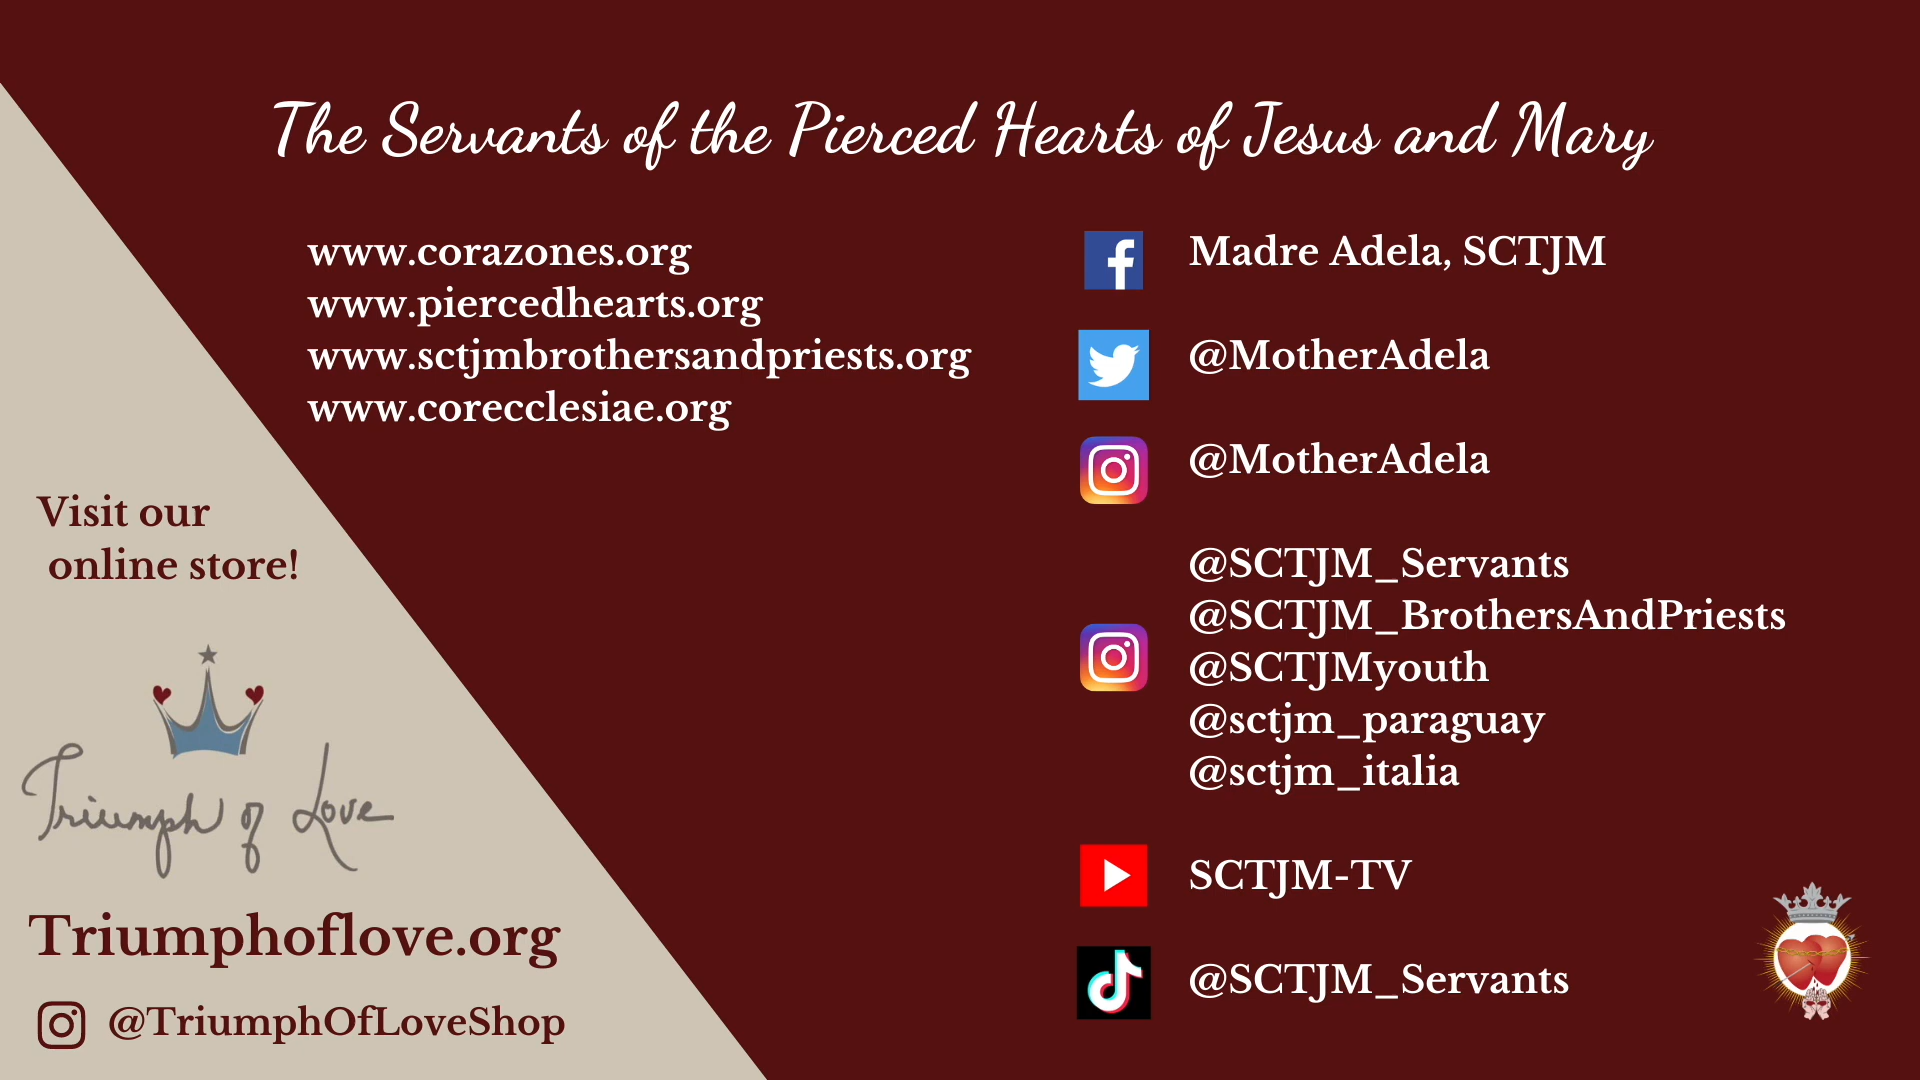 The Servants of the Pierced Hearts of Jesus and Mary
www.corazones.org
www.piercedhearts.org
www.sctjmbrothersandpriests.org
www.corecclesiae.org
Madre Adela, SCTJM
@MotherAdela
@MotherAdela
@SCTJM_Servants
@SCTJM_BrothersAndPriests
@SCTJMyouth
@sctjm_paraguay
@sctjm_italia
SCTJM-TV
@SCTJM_Servants
Visit our
online store!
Triumph of Love
Triumphoflove.org
@TriumphOfLoveShop